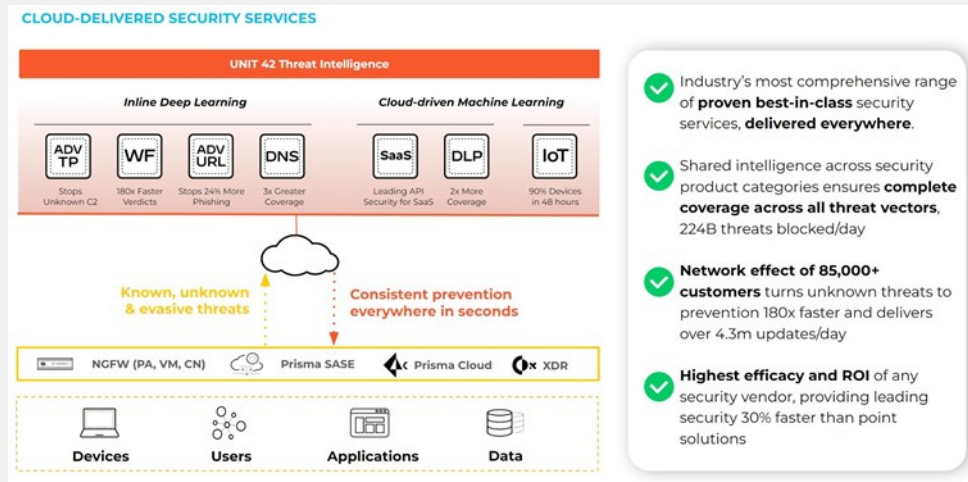 CLOUD-DELIVERED SECURITY SERVICES
UNIT 42 Threat Intelligence
Inline Deep Learning
Cloud-driven Machine Learning
ADV
TP
WF
ADV
URL
DNS
SaaS
DLP
IoT
Stops
Unknown C2
180x Faster
Verdicts
Stops 24% More
Phishing
3x Greater
Coverage
Leading API
Security for SaaS
2x More
Coverage
90% Devices
in 48 hours
Known, unknown
& evasive threats
Consistent prevention
everywhere in seconds
NGFW (PA, VM, CN)
Prisma SASE
Prisma Cloud
XDR
Devices
Users
Applications
Data
Industry's most comprehensive range
of proven best-in-class security
services, delivered everywhere.
Shared intelligence across security
product categories ensures complete
coverage across all threat vectors,
224B threats blocked/day
Network effect of 85,000+
customers turns unknown threats to
prevention 180x faster and delivers
over 4.3m updates/day
Highest efficacy and ROI of any
security vendor, providing leading
security 30% faster than point
solutions